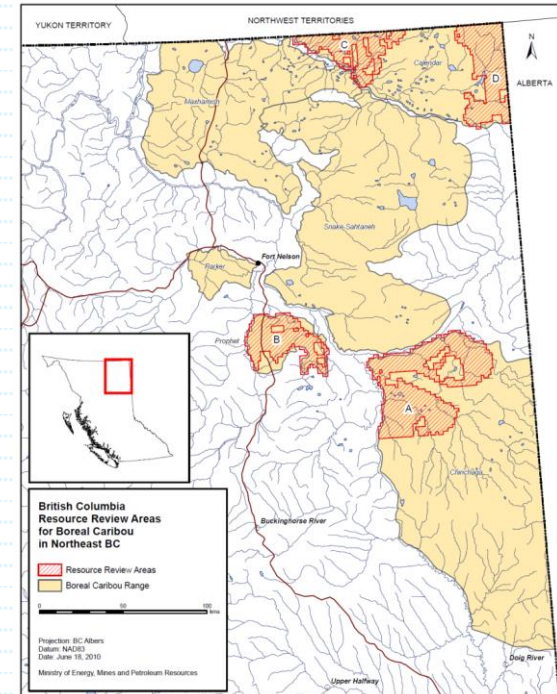 YUKON TERRITORY
NORTHWEST TERRITORIES
N
ALBERTA
C
Calendar
D
Maxhamish
Snake-Sahtaneh
Fort Nelson
Parker
Prophet
B
A
Chinchaga
Buckinghorse River
Doig River
Upper Halfway
British Columbia
Resource Review Areas
for Boreal Caribou
in Northeast BC
Resource Review Areas
Boreal Caribou Range
0
50
100
Projection: BC Albers
Datum: NAD83
Date: June 18, 2010
Ministry of Energy, Mines and Petroleum Resources